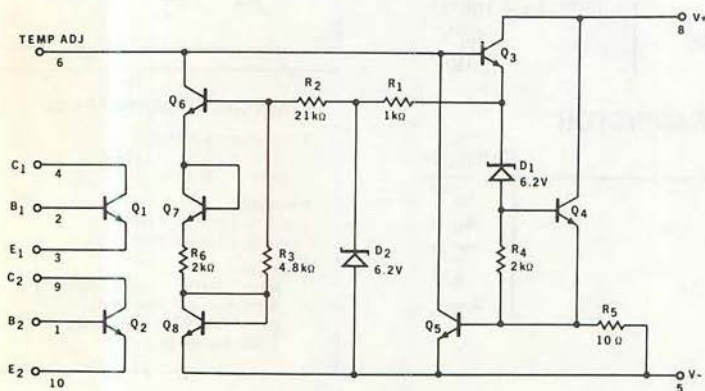 V+
8
TEMP ADJ
6
Q3
R2
21kΩ
R1
1kΩ
Q6
D1
6.2V
C1
4
Q4
B1
2
Q1
Q7
E1
3
R6
2kΩ
R3
4.8kΩ
D2
6.2V
R4
2kΩ
C2
9
R5
10 Ω
B2
1
Q2
Q8
Q5
E2
10
V-
5